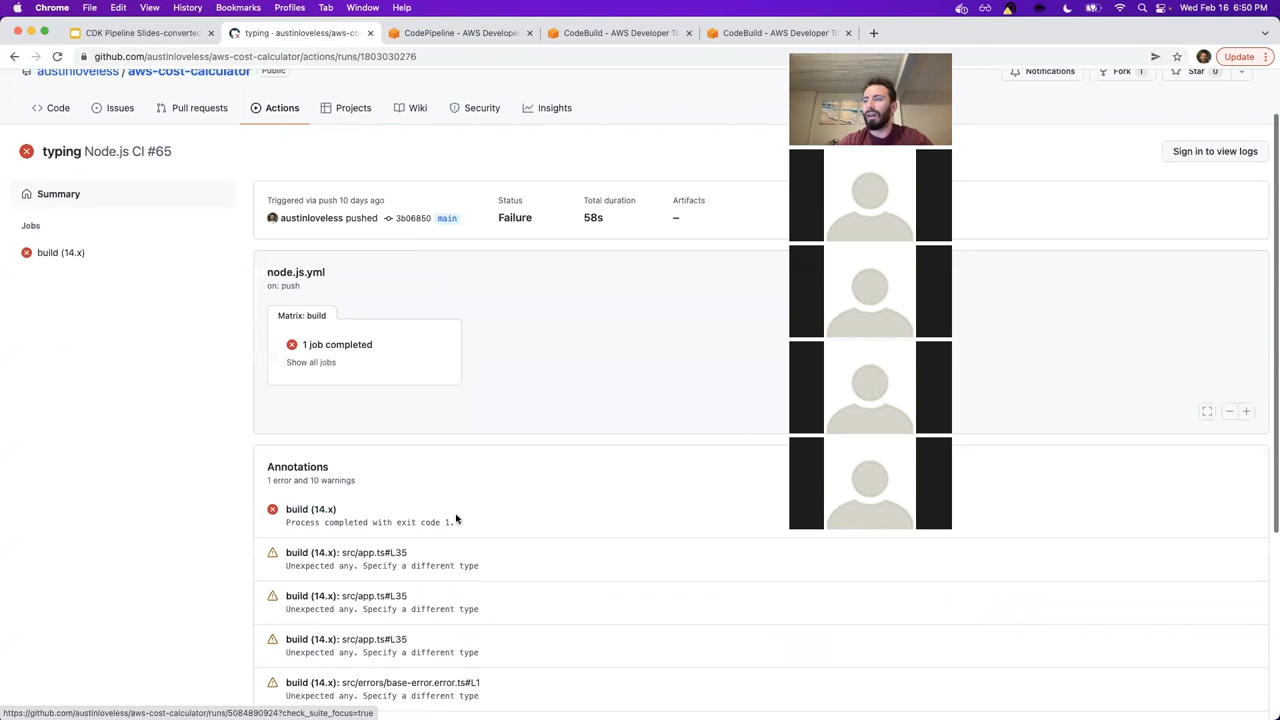 Chrome File Edit View History Bookmarks Profiles Tab Window Help
Wed Feb 16 6:50 PM
CDK Pipeline Slides-converted
typing · austinloveless/aws-cos
CodePipeline - AWS Developer
CodeBuild - AWS Developer To
CodeBuild - AWS Developer To
github.com/austinloveless/aws-cost-calculator/actions/runs/1803030276
Update
austinloveless / aws-cost-calculator Public
Notifications Fork 1 Star 0
Code Issues Pull requests Actions Projects Wiki Security Insights
typing Node.js CI #65
Sign in to view logs
Summary
Jobs
build (14.x)
Triggered via push 10 days ago
austinloveless pushed 3b06850 main
Status
Failure
Total duration
58s
Artifacts
–
node.js.yml
on: push
Matrix: build
1 job completed
Show all jobs
Annotations
1 error and 10 warnings
build (14.x)
Process completed with exit code 1.
build (14.x): src/app.ts#L35
Unexpected any. Specify a different type
build (14.x): src/app.ts#L35
Unexpected any. Specify a different type
build (14.x): src/app.ts#L35
Unexpected any. Specify a different type
build (14.x): src/errors/base-error.error.ts#L1
Unexpected any. Specify a different type
https://github.com/austinloveless/aws-cost-calculator/runs/5084890924?check_suite_focus=true